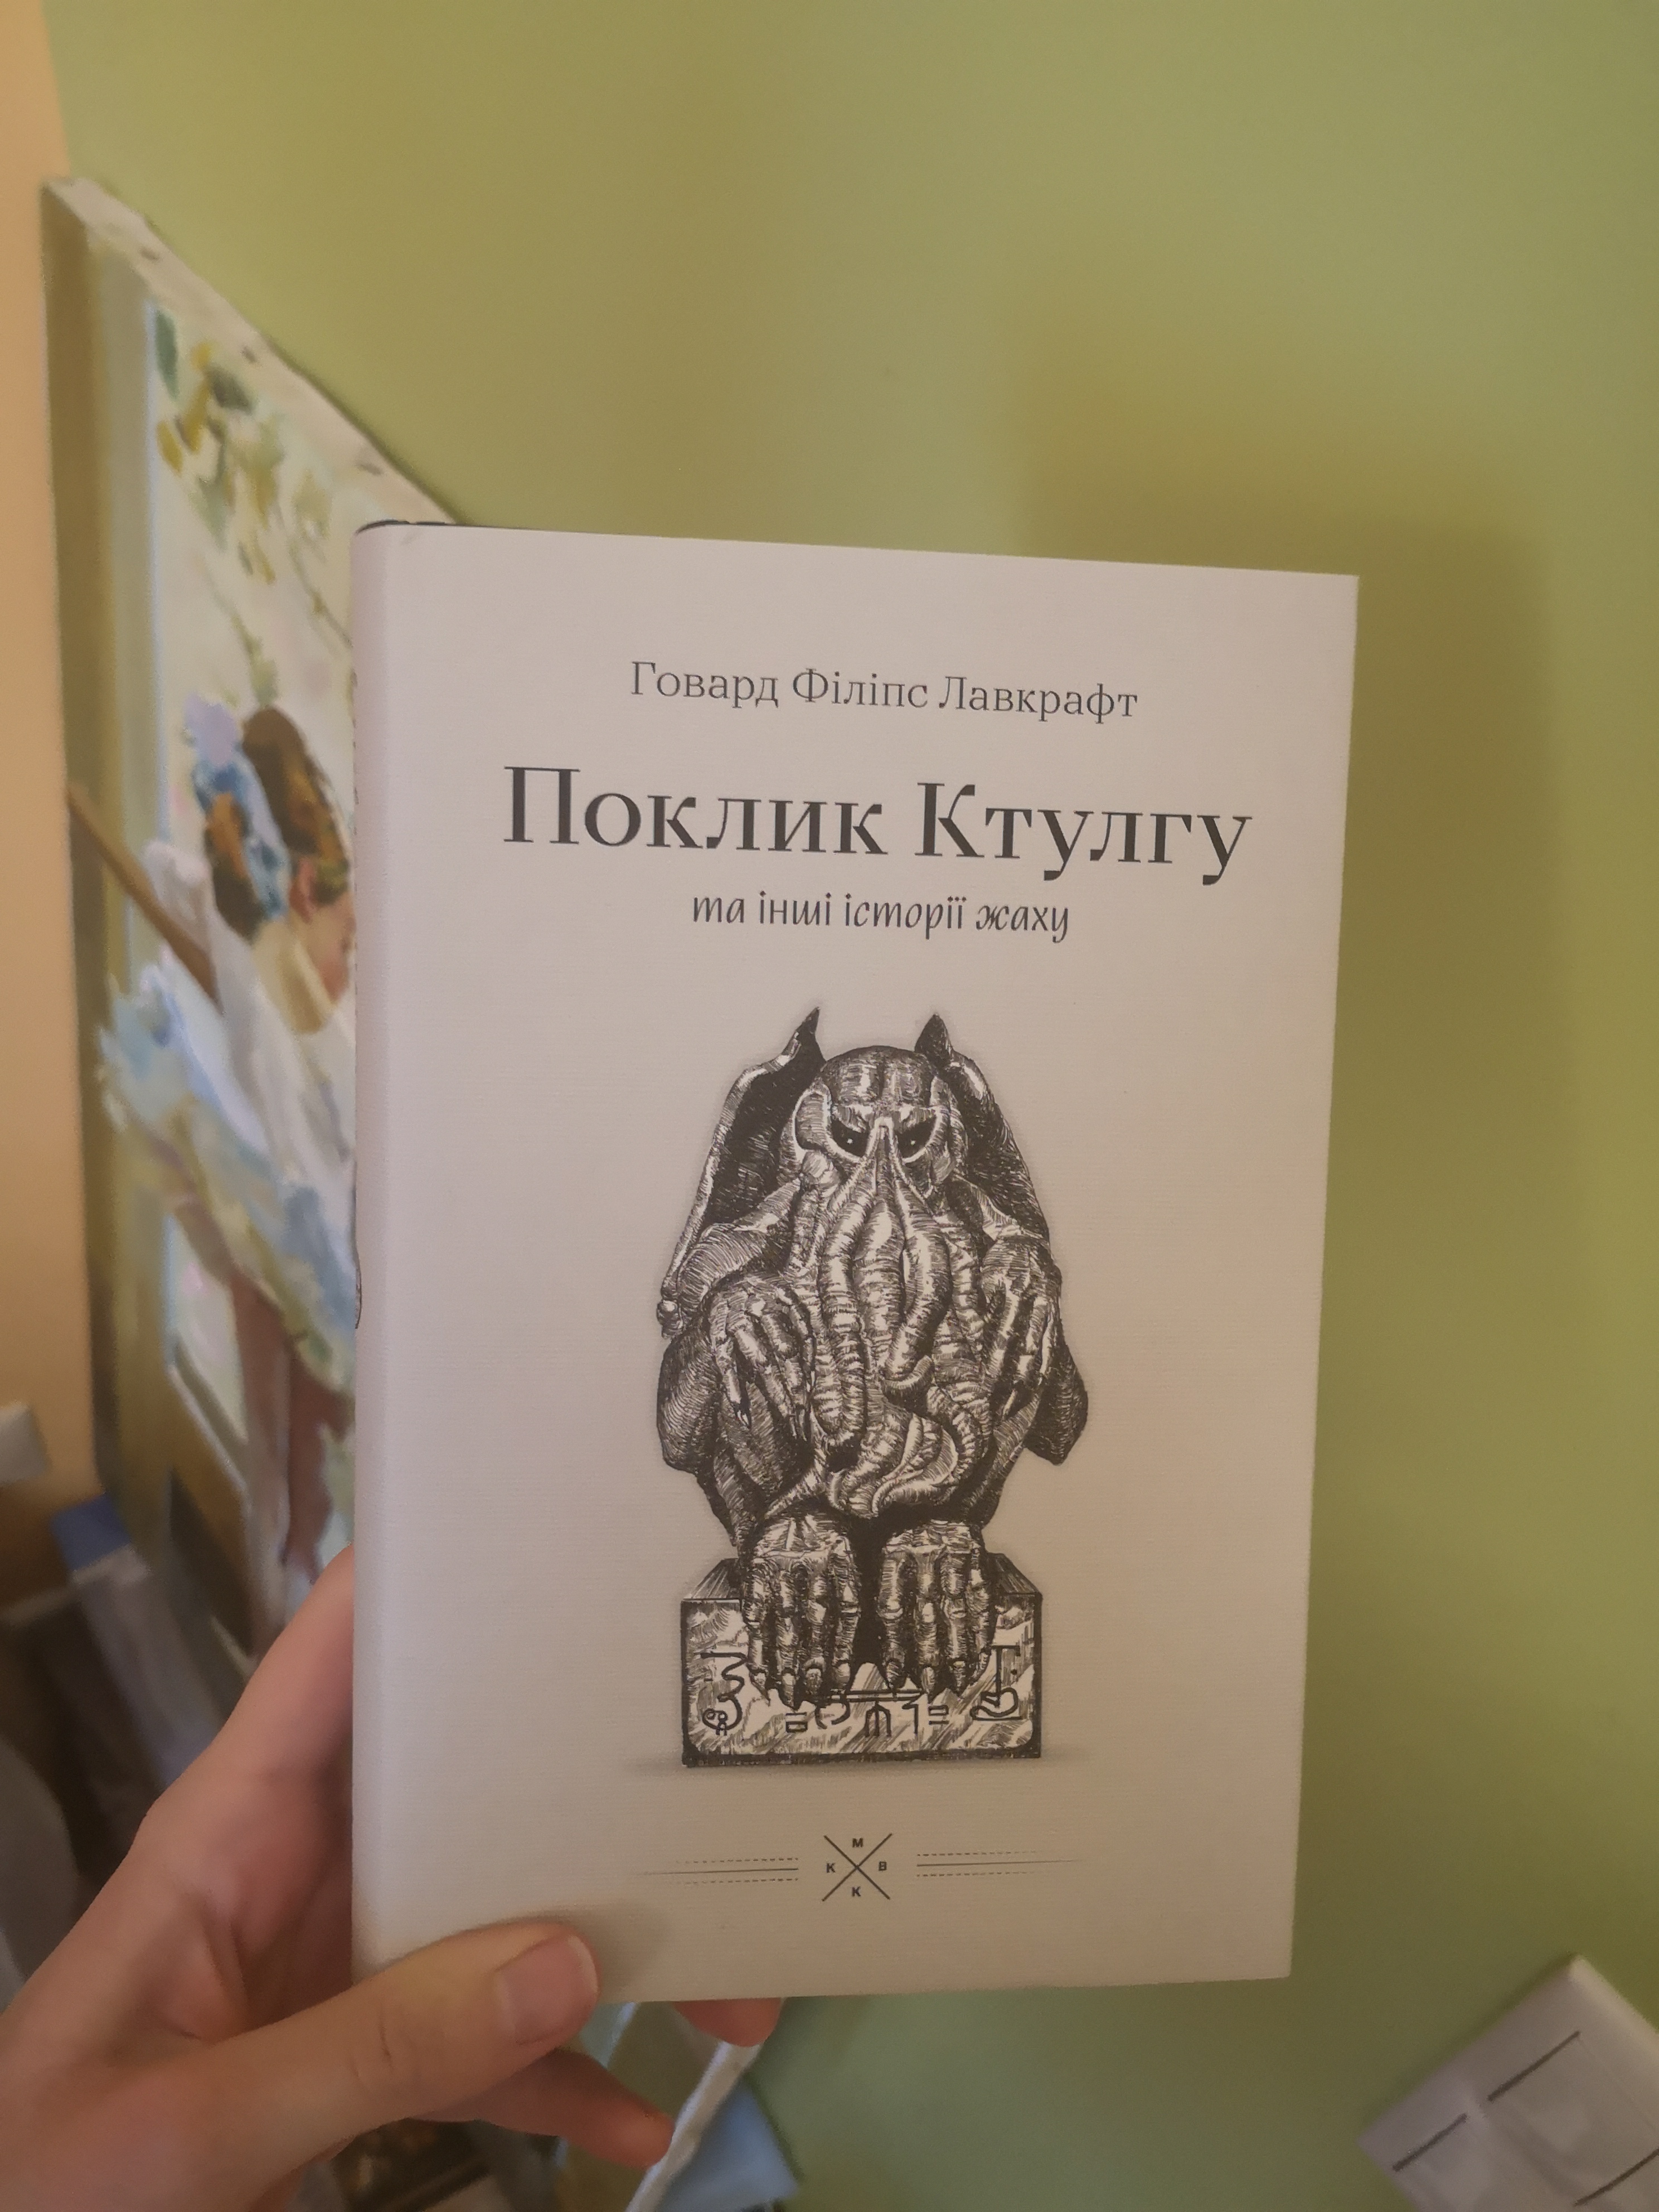 Говард Філіпс Лавкрафт
Поклик Ктулгу
та інші історії жаху
М
К В
К